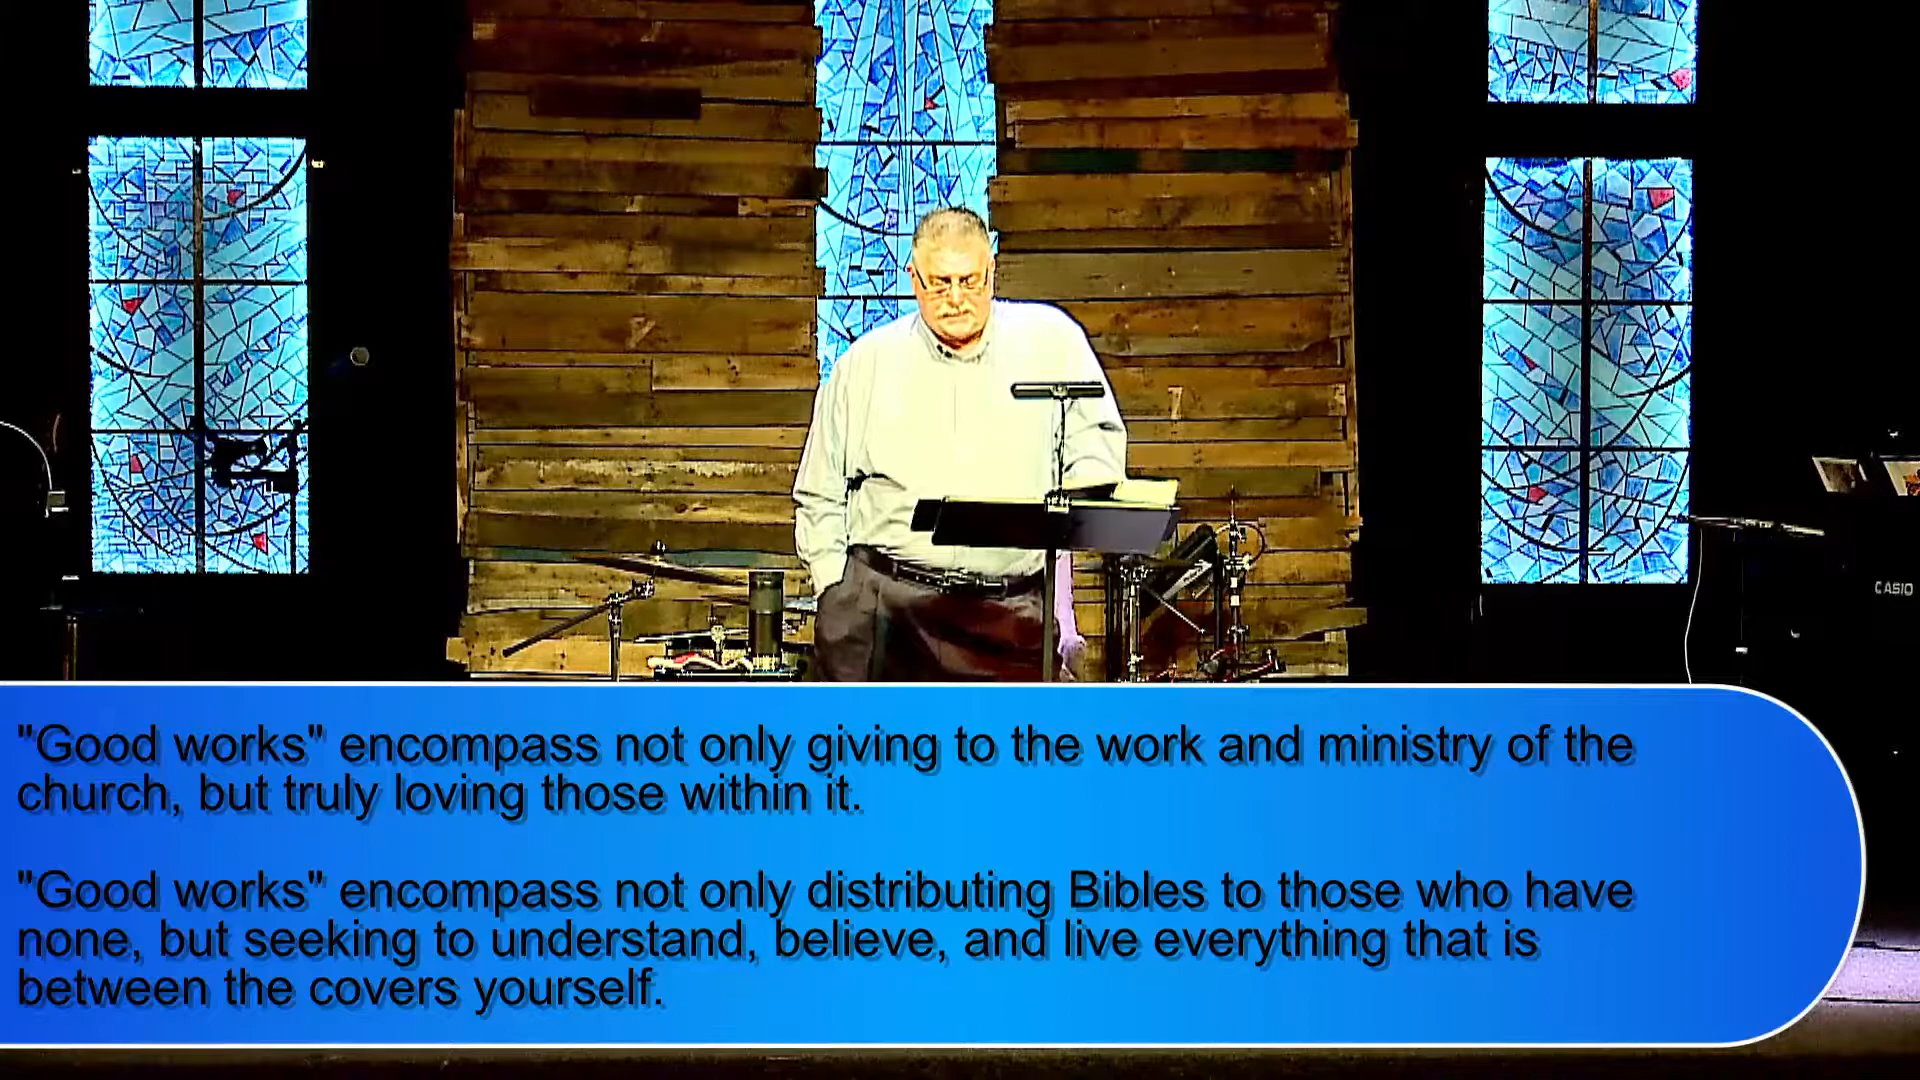 CASIO
"Good works" encompass not only giving to the work and ministry of the
church, but truly loving those within it.
"Good works" encompass not only distributing Bibles to those who have
none, but seeking to understand, believe, and live everything that is
between the covers yourself.